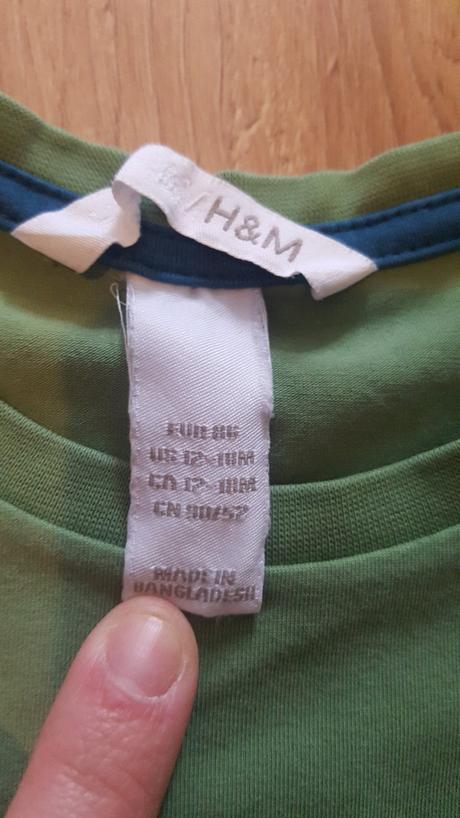 /H&M
EUR 86
US 12-18M
CA 12-18M
CN 90/52
MADE IN
BANGLADESH